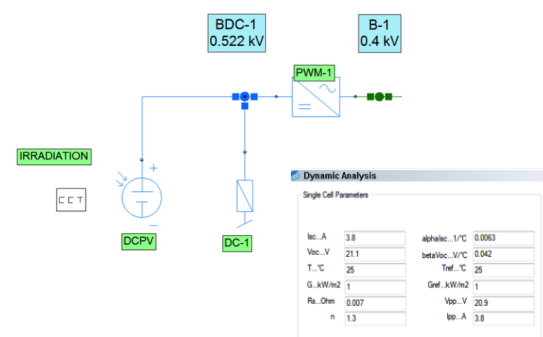 BDC-1
0.522 kV
B-1
0.4 kV
PWM-1
IRRADIATION
CCT
DCPV
DC-1
Dynamic Analysis
Single Cell Parameters
Isc...A 3.8 alphaIsc...1/°C 0.0063
Voc...V 21.1 betaVoc...V/°C 0.042
T...°C 25 Tref...°C 25
G...kW/m2 1 Gref...kW/m2 1
Rs...Ohm 0.007 Vpp...V 20.9
n 1.3 Ipp...A 3.8